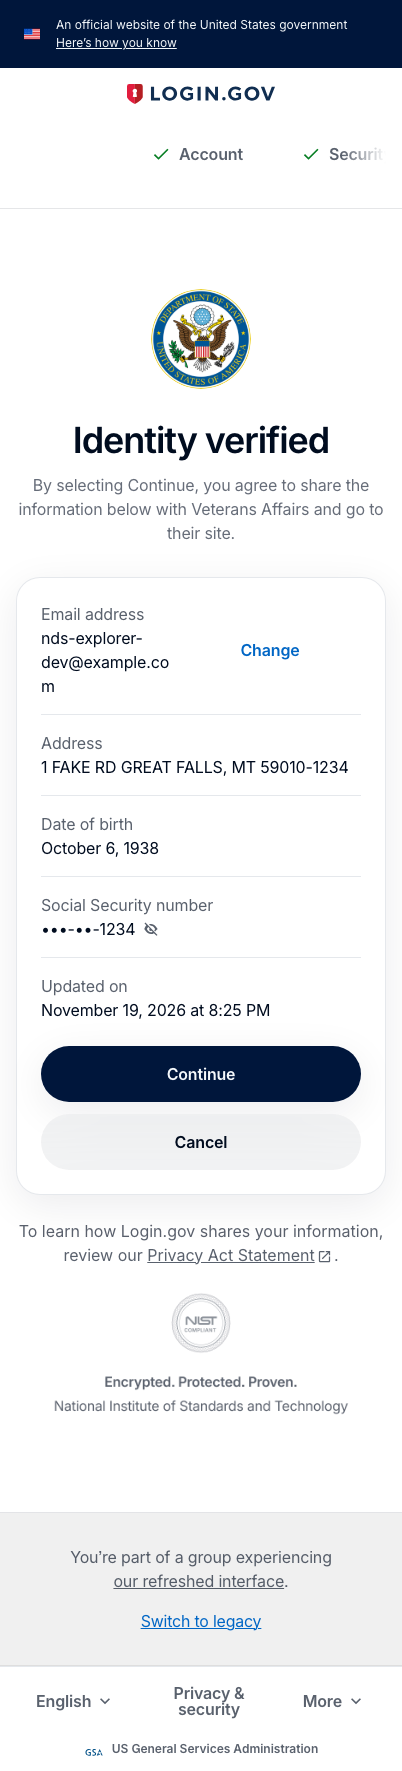 An official website of the United States government
Here's how you know
LOGIN.GOV
Account
Securit
DEPARTMENT OF STATE
UNITED STATES OF AMERICA
Identity verified
By selecting Continue, you agree to share the
information below with Veterans Affairs and go to
their site.
Email address
nds-explorer-
dev@example.co
m
Change
Address
1 FAKE RD GREAT FALLS, MT 59010-1234
Date of birth
October 6, 1938
Social Security number
•••-••-1234
Updated on
November 19, 2026 at 8:25 PM
Continue
Cancel
To learn how Login.gov shares your information,
review our Privacy Act Statement .
NIST
COMPLIANT
Encrypted. Protected. Proven.
National Institute of Standards and Technology
You’re part of a group experiencing
our refreshed interface.
Switch to legacy
English
Privacy &
security
More
GSA US General Services Administration